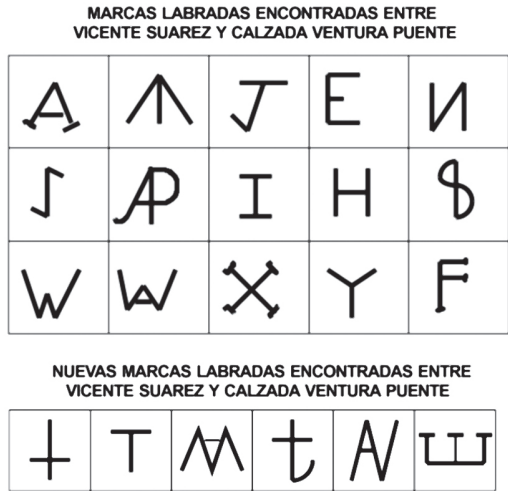 MARCAS LABRADAS ENCONTRADAS ENTRE
VICENTE SUAREZ Y CALZADA VENTURA PUENTE
NUEVAS MARCAS LABRADAS ENCONTRADAS ENTRE
VICENTE SUAREZ Y CALZADA VENTURA PUENTE